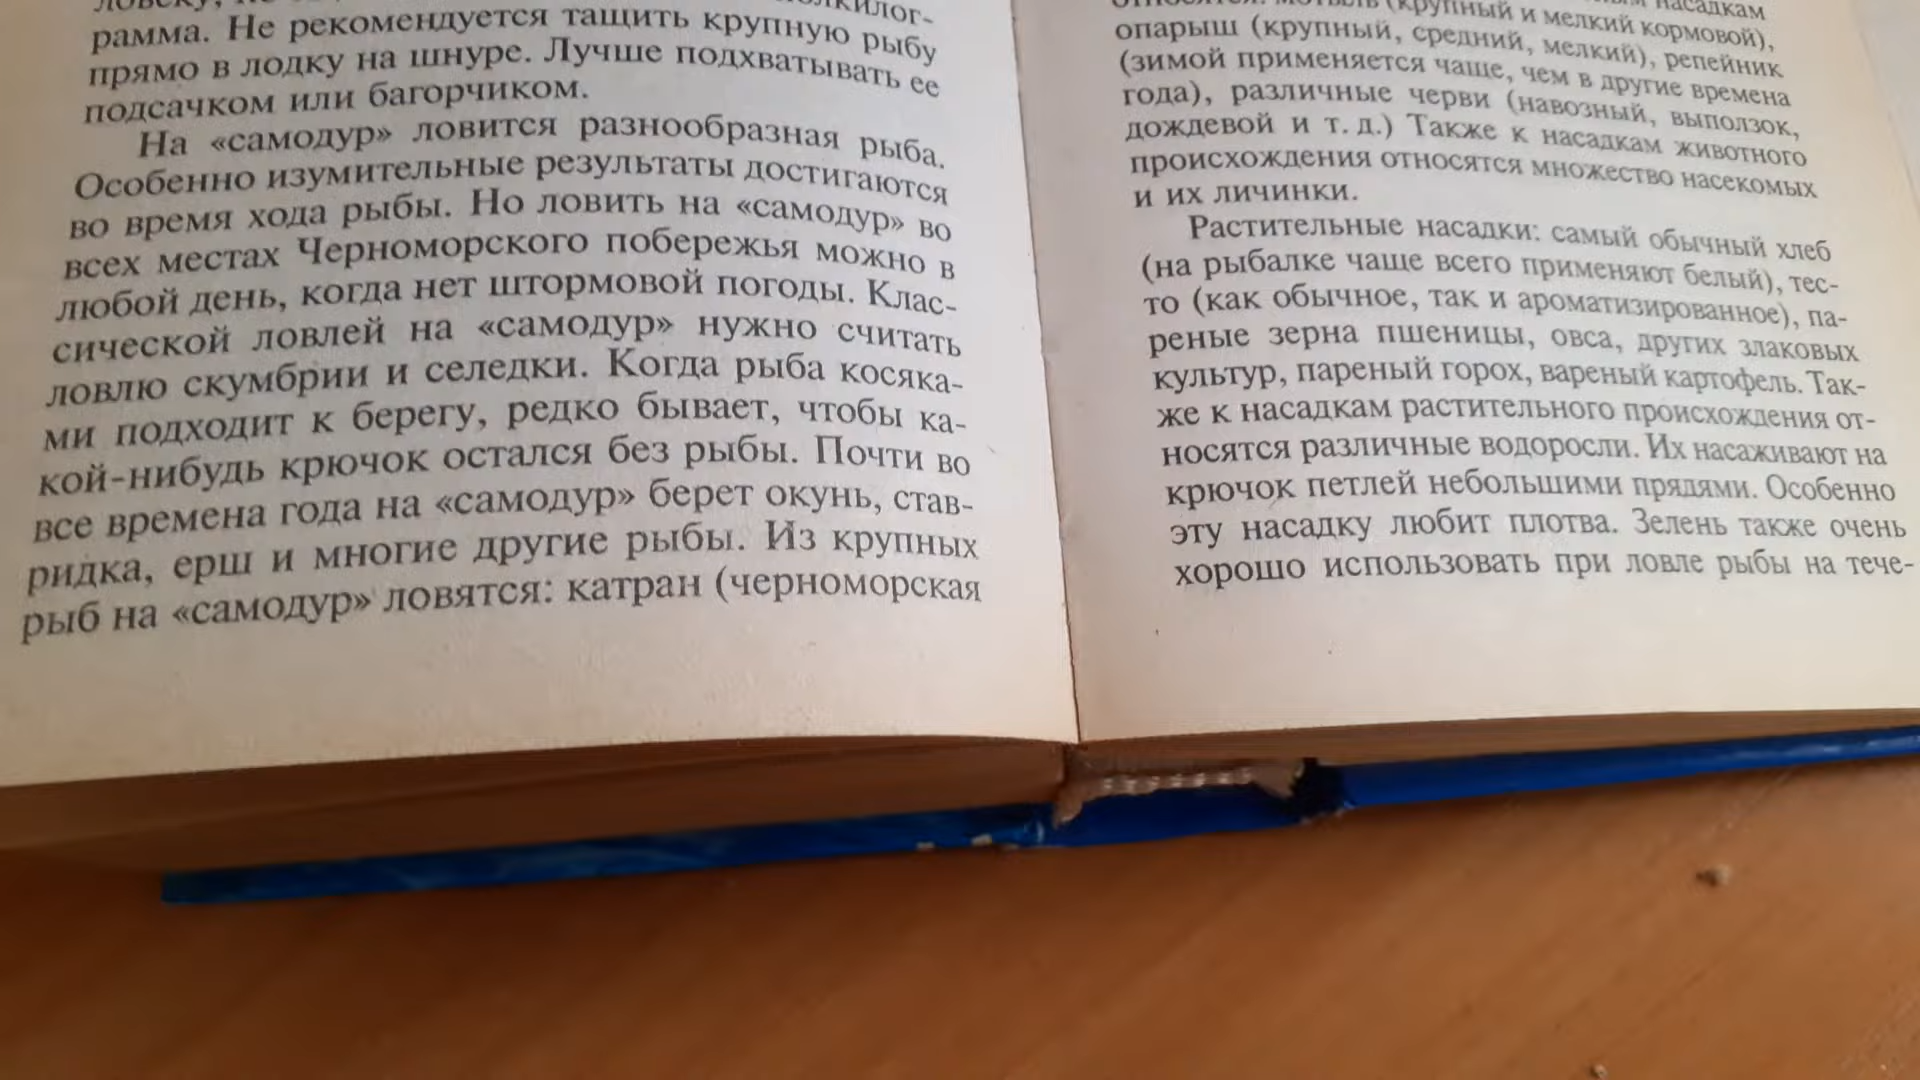 рамма. Не рекомендуется тащить крупную рыбу
прямо в лодку на шнуре. Лучше подхватывать ее
подсачком или багорчиком.
На «самодур» ловится разнообразная рыба.
Особенно изумительные результаты достигаются
во время хода рыбы. Но ловить на «самодур» во
всех местах Черноморского побережья можно в
любой день, когда нет штормовой погоды. Клас-
сической ловлей на «самодур» нужно считать
ловлю скумбрии и селедки. Когда рыба косяка-
ми подходит к берегу, редко бывает, чтобы ка-
кой-нибудь крючок остался без рыбы. Почти во
все времена года на «самодур» берет окунь, став-
ридка, ерш и многие другие рыбы. Из крупных
рыб на «самодур» ловятся: катран (черноморская
насадкам
(крупный и мелкий кормовой),
опарыш (крупный, средний, мелкий), репейник
(зимой применяется чаще, чем в другие времена
года), различные черви (навозный, выползок,
дождевой и т. д.) Также к насадкам животного
происхождения относятся множество насекомых
и их личинки.
Растительные насадки: самый обычный хлеб
(на рыбалке чаще всего применяют белый), тес-
то (как обычное, так и ароматизированное), па-
реные зерна пшеницы, овса, других злаковых
культур, пареный горох, вареный картофель. Так-
же к насадкам растительного происхождения от-
носятся различные водоросли. Их насаживают на
крючок петлей небольшими прядями. Особенно
эту насадку любит плотва. Зелень также очень
хорошо использовать при ловле рыбы на тече-